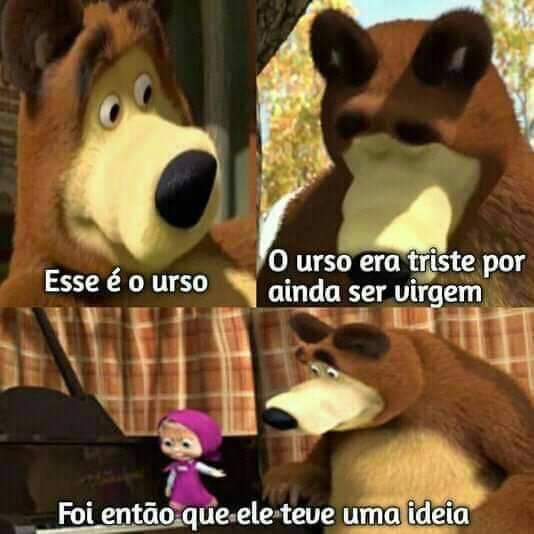 Esse é o urso
O urso era triste por
ainda ser virgem
Foi então que ele teve uma ideia